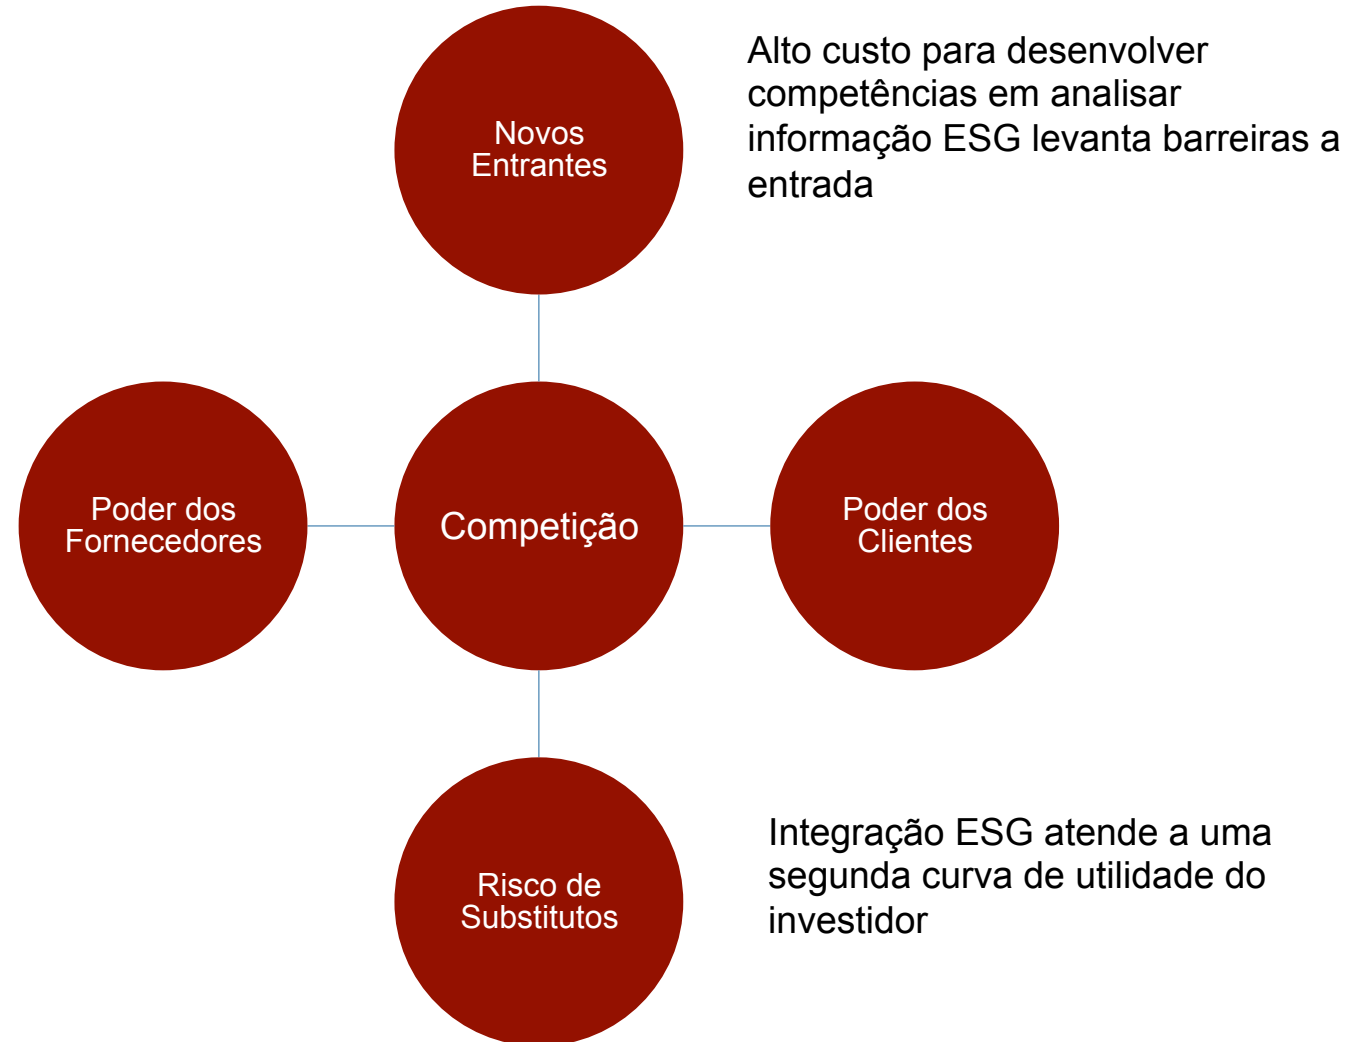 Novos
Entrantes
Alto custo para desenvolver
competências em analisar
informação ESG levanta barreiras a
entrada
Poder dos
Fornecedores
Competição
Poder dos
Clientes
Risco de
Substitutos
Integração ESG atende a uma
segunda curva de utilidade do
investidor